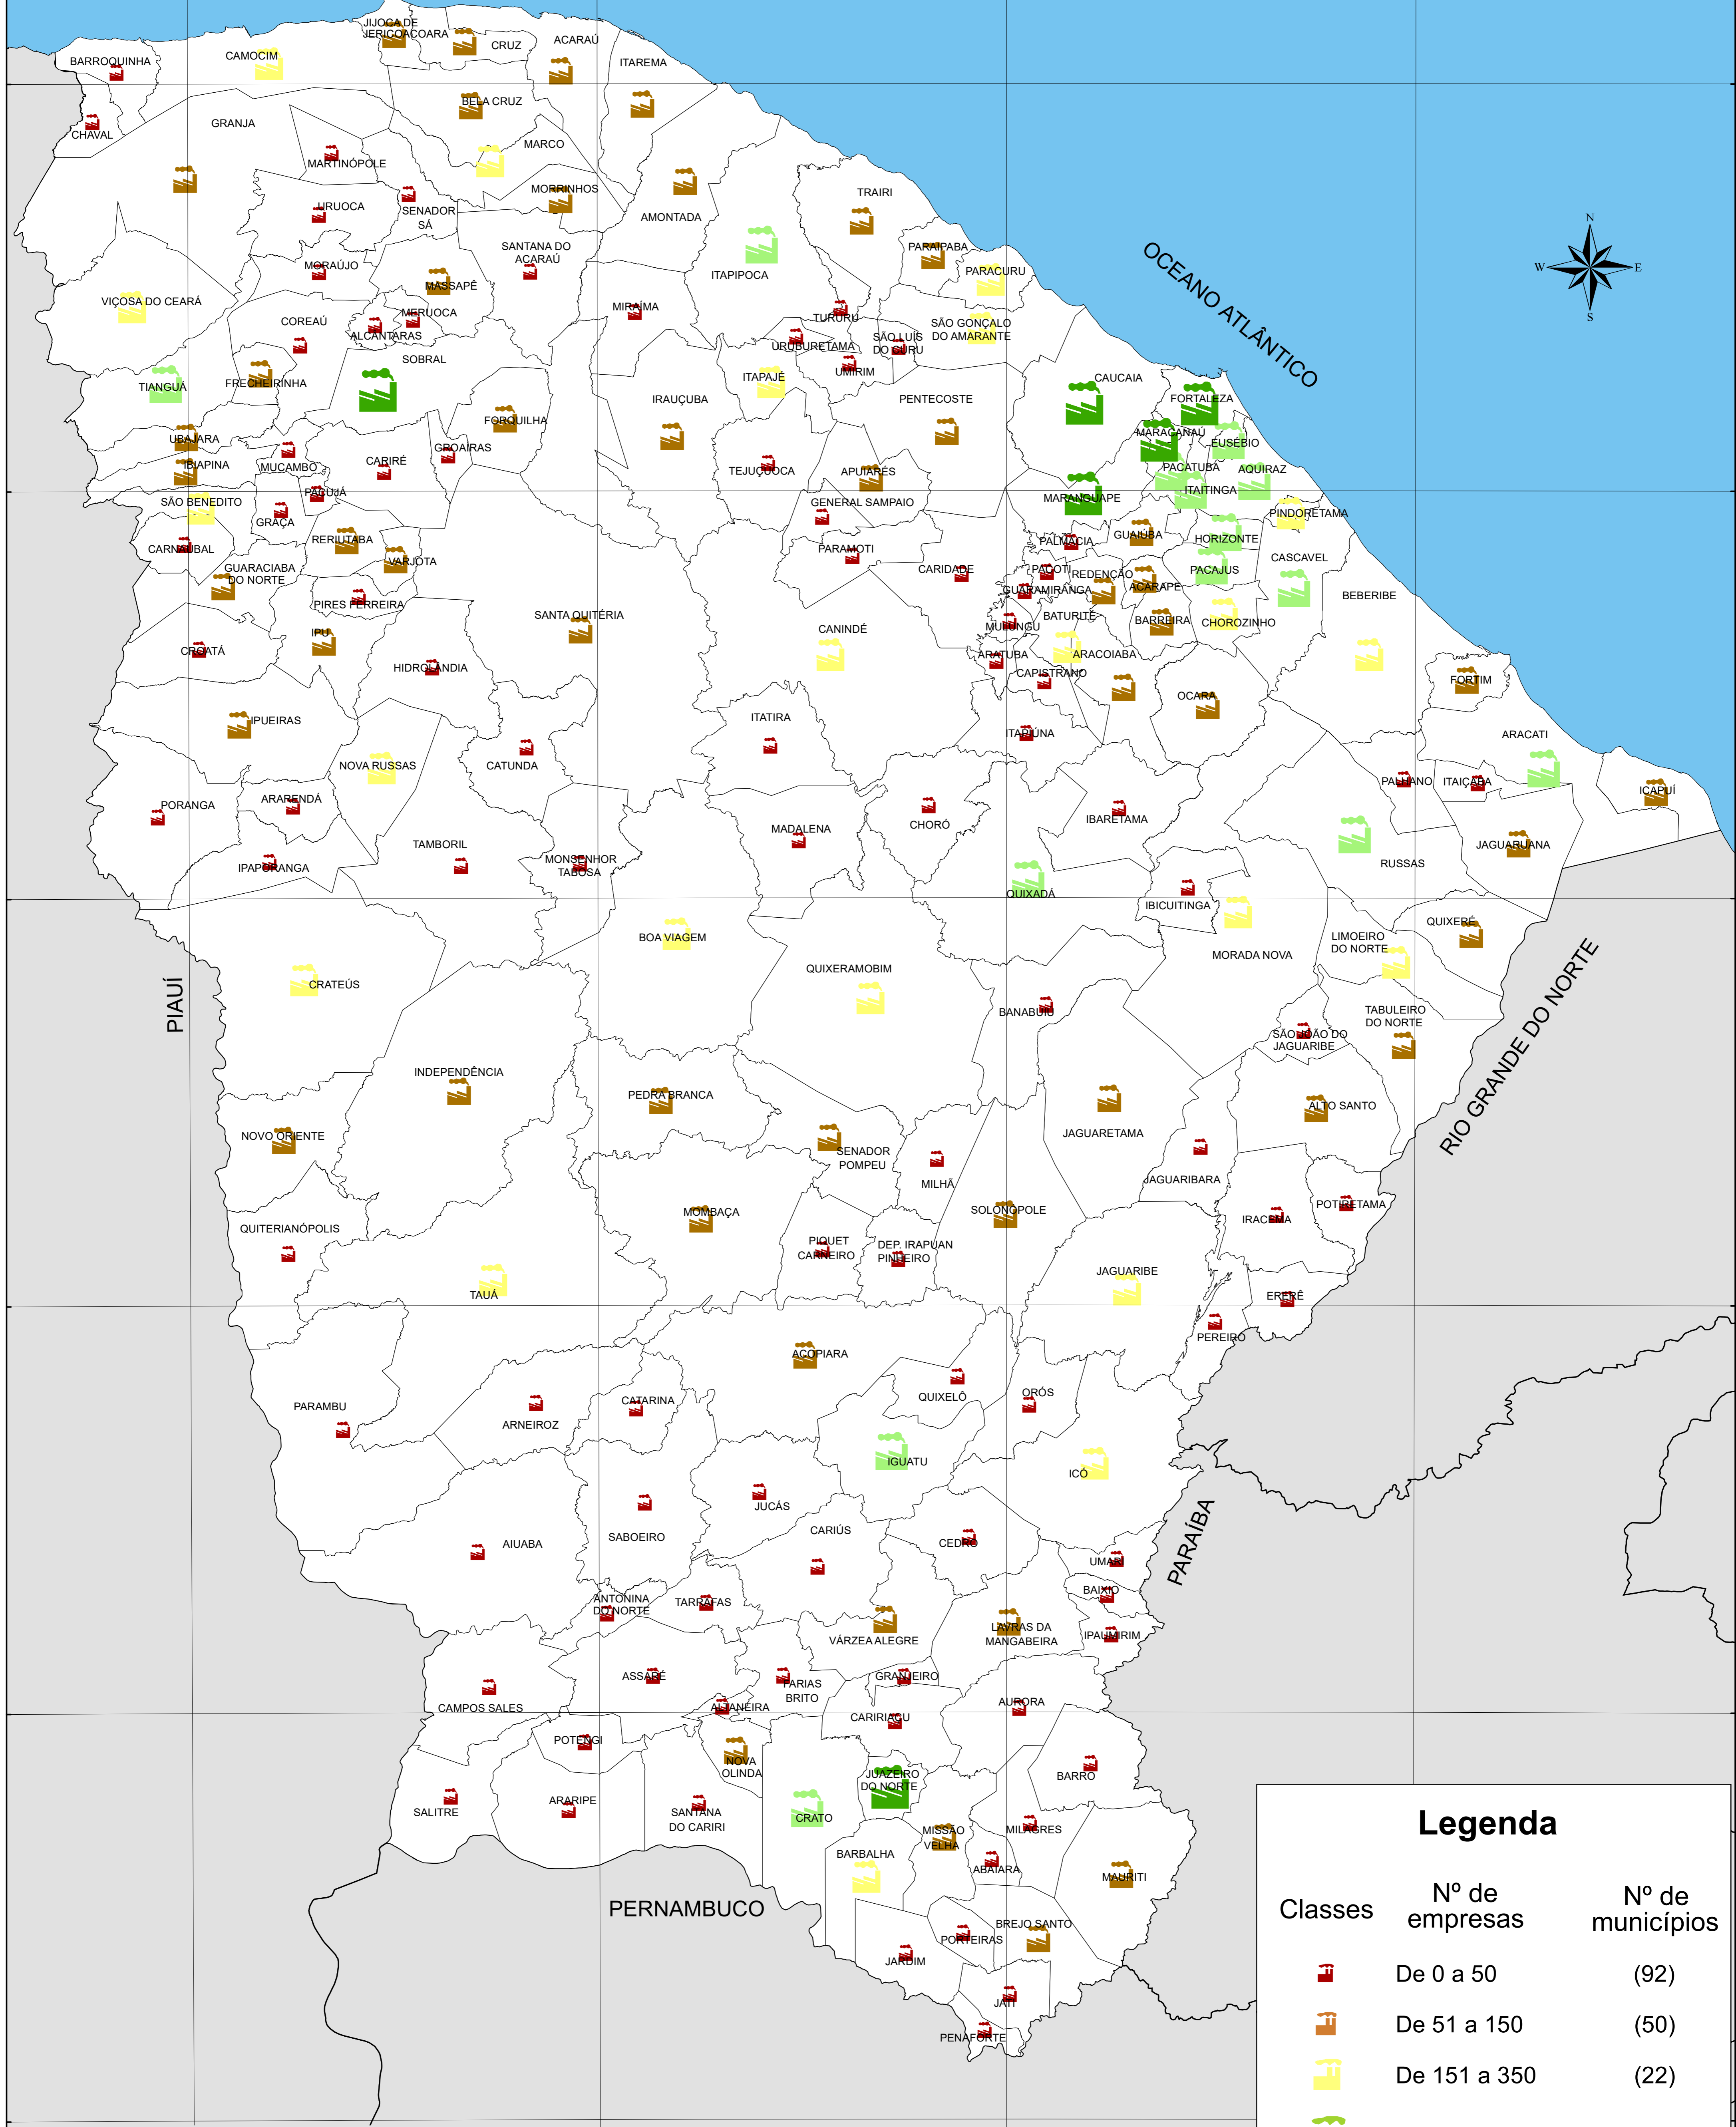 JIJOCA DE
JERICOACOARA
CRUZ
ACARAÚ
ITAREMA
BARROQUINHA
CAMOCIM
CHAVAL
GRANJA
BELA CRUZ
MARCO
MARTINÓPOLE
MORRINHOS
URUOCA
SENADOR
SÁ
AMONTADA
TRAIRI
N
W
E
S
SANTANA DO
ACARAÚ
MORAÚJO
MASSAPÊ
ITAPIPOCA
PARAIPABA
PARACURU
OCEANO ATLÂNTICO
VIÇOSA DO CEARÁ
COREAÚ
MERUOCA
ALCÂNTARAS
MIRAÍMA
TURURU
URUBURETAMA
SÃO LUÍS
DO CURU
SÃO GONÇALO
DO AMARANTE
SOBRAL
UMIRIM
TIANGUÁ
FRECHEIRINHA
ITAPAJÉ
IRAUÇUBA
PENTECOSTE
CAUCAIA
FORTALEZA
FORQUILHA
UBAJARA
MARACANAÚ
EUSÉBIO
IBIAPINA
MUCAMBO
CARIRÉ
GROAÍRAS
TEJUÇUOCA
APUIARÉS
PACATUBA
AQUIRAZ
SÃO BENEDITO
PACUJÁ
GENERAL SAMPAIO
MARANGUAPE
ITAITINGA
PINDORETAMA
GRAÇA
CARNAUBAL
RERIUTABA
VARJOTA
PARAMOTI
PALMÁCIA
GUAIÚBA
HORIZONTE
CASCAVEL
GUARACIABA
DO NORTE
CARIDADE
PACOTI
REDENÇÃO
PACAJUS
PIRES FERREIRA
GUARAMIRANGA
ACARAPE
BEBERIBE
SANTA QUITÉRIA
CANINDÉ
MULUNGU
BATURITÉ
BARREIRA
CHOROZINHO
IPU
CROATÁ
HIDROLÂNDIA
ARATUBA
ARACOIABA
CAPISTRANO
FORTIM
OCARA
IPUEIRAS
ITATIRA
ITAPIÚNA
ARACATI
NOVA RUSSAS
CATUNDA
PALHANO
ITAIÇABA
ICAPUÍ
PORANGA
ARARENDÁ
MADALENA
CHORÓ
IBARETAMA
TAMBORIL
MONSENHOR
TABOSA
JAGUARUANA
IPAPORANGA
RUSSAS
QUIXADÁ
IBICUITINGA
BOA VIAGEM
QUIXERAMOBIM
MORADA NOVA
LIMOEIRO
DO NORTE
QUIXERÉ
CRATEÚS
PIAUÍ
BANABUIÚ
TABULEIRO
DO NORTE
SÃO JOÃO DO
JAGUARIBE
RIO GRANDE DO NORTE
INDEPENDÊNCIA
PEDRA BRANCA
ALTO SANTO
NOVO ORIENTE
SENADOR
POMPEU
JAGUARETAMA
MILHÃ
JAGUARIBARA
POTIRETAMA
QUITERIANÓPOLIS
MOMBAÇA
SOLONÓPOLE
IRACEMA
PIQUET
CARNEIRO
DEP. IRAPUAN
PINHEIRO
JAGUARIBE
TAUÁ
ERERÊ
PEREIRO
ACOPIARA
PARAMBU
ARNEIROZ
CATARINA
QUIXELÔ
ORÓS
IGUATU
ICÓ
JUCÁS
AIUABA
SABOEIRO
CARIÚS
CEDRO
UMARI
PARAÍBA
ANTONINA
DO NORTE
TARRAFAS
BAIXIO
VÁRZEA ALEGRE
LAVRAS DA
MANGABEIRA
IPAUMIRIM
ASSARÉ
FARIAS
BRITO
GRANJEIRO
CAMPOS SALES
ALTANEIRA
CARIRIAÇU
AURORA
POTENGI
NOVA
OLINDA
JUAZEIRO
DO NORTE
BARRO
SALITRE
ARARIPE
SANTANA
DO CARIRI
CRATO
MISSÃO
VELHA
MILAGRES
BARBALHA
ABAIARA
MAURITI
PERNAMBUCO
BREJO SANTO
PORTEIRAS
JARDIM
JATI
PENAFORTE
Legenda
Classes
Nº de
empresas
Nº de
municípios
De 0 a 50
(92)
De 51 a 150
(50)
De 151 a 350
(22)